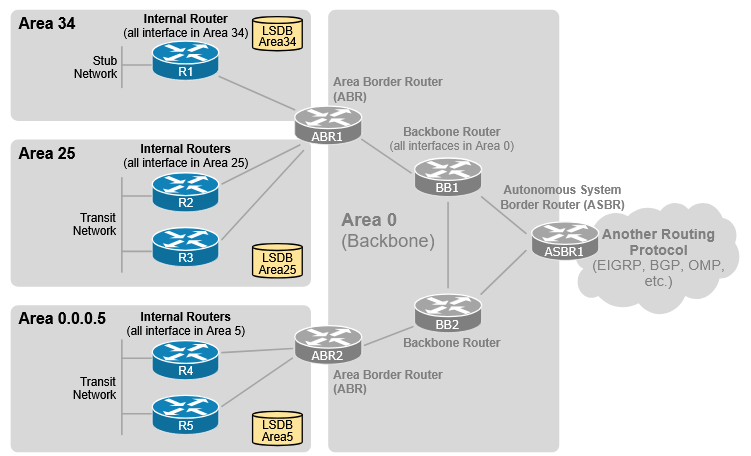 Area 34
Internal Router
(all interface in Area 34)
LSDB
Area34
Stub
Network
R1
Area Border Router
(ABR)
ABR1
Area 25
Internal Routers
(all interface in Area 25)
R2
Transit
Network
R3
LSDB
Area25
Backbone Router
(all interfaces in Area 0)
BB1
Autonomous System
Border Router (ASBR)
Area 0
(Backbone)
ASBR1
Another Routing
Protocol
(EIGRP, BGP, OMP,
etc.)
Area 0.0.0.5
Internal Routers
(all interface in Area 5)
R4
Transit
Network
R5
LSDB
Area5
ABR2
Area Border Router
(ABR)
BB2
Backbone Router